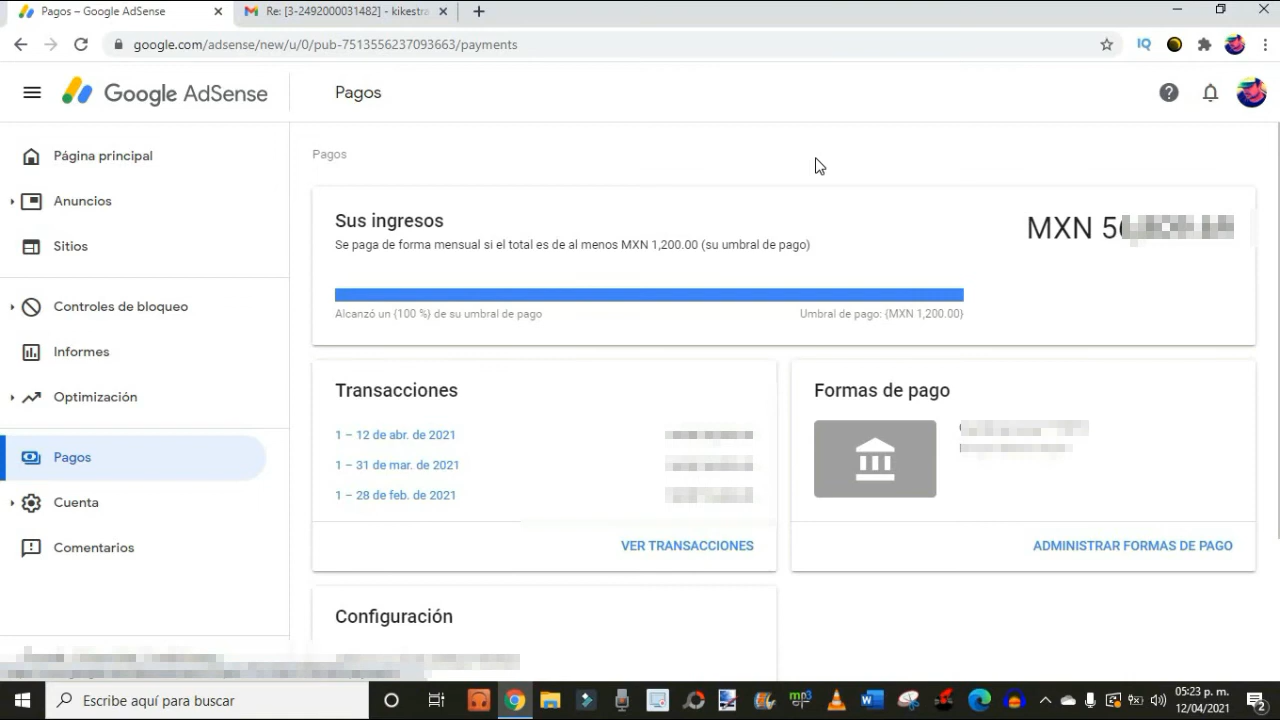 Pagos – Google AdSense
Re: [3-2492000031482] - kikestra
google.com/adsense/new/u/0/pub-7513556237093663/payments
IQ
Google AdSense
Pagos
Página principal
Anuncios
Sitios
Controles de bloqueo
Informes
Optimización
Pagos
Cuenta
Comentarios
Pagos
Sus ingresos
MXN 5
Se paga de forma mensual si el total es de al menos MXN 1,200.00 (su umbral de pago)
Alcanzó un (100 %) de su umbral de pago
Umbral de pago: (MXN 1,200.00)
Transacciones
1 – 12 de abr. de 2021
1 – 31 de mar. de 2021
1 – 28 de feb. de 2021
VER TRANSACCIONES
Formas de pago
ADMINISTRAR FORMAS DE PAGO
Configuración
Escribe aquí para buscar
mp3
05:23 p. m.
12/04/2021
2